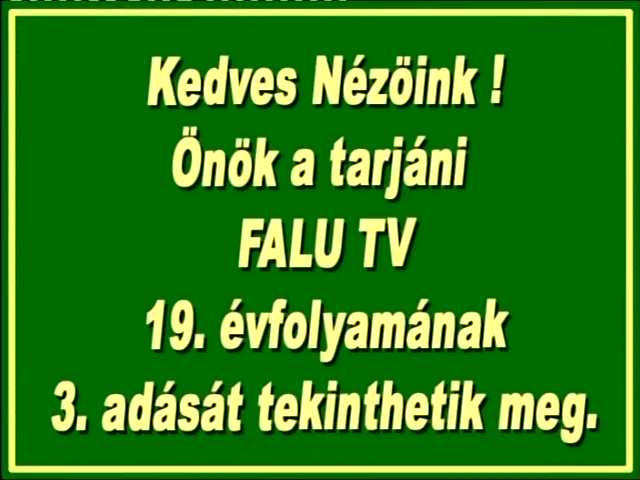 Kedves Nézöink !
Önök a tarjáni
FALU TV
19. évfolyamának
3. adását tekinthetik meg.